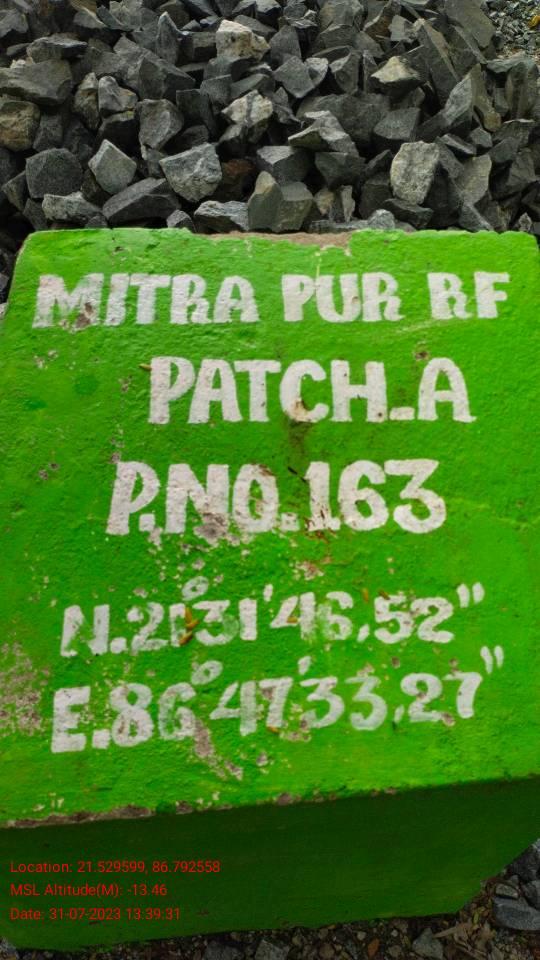 MITRA PUR RF
PATCH-A
P.NO.163
N.21°31'46.52"
E.86°47'33.27"
Location: 21.529599, 86.792558
MSL Altitude(M): -13.46
Date: 31-07-2023 13:39:31